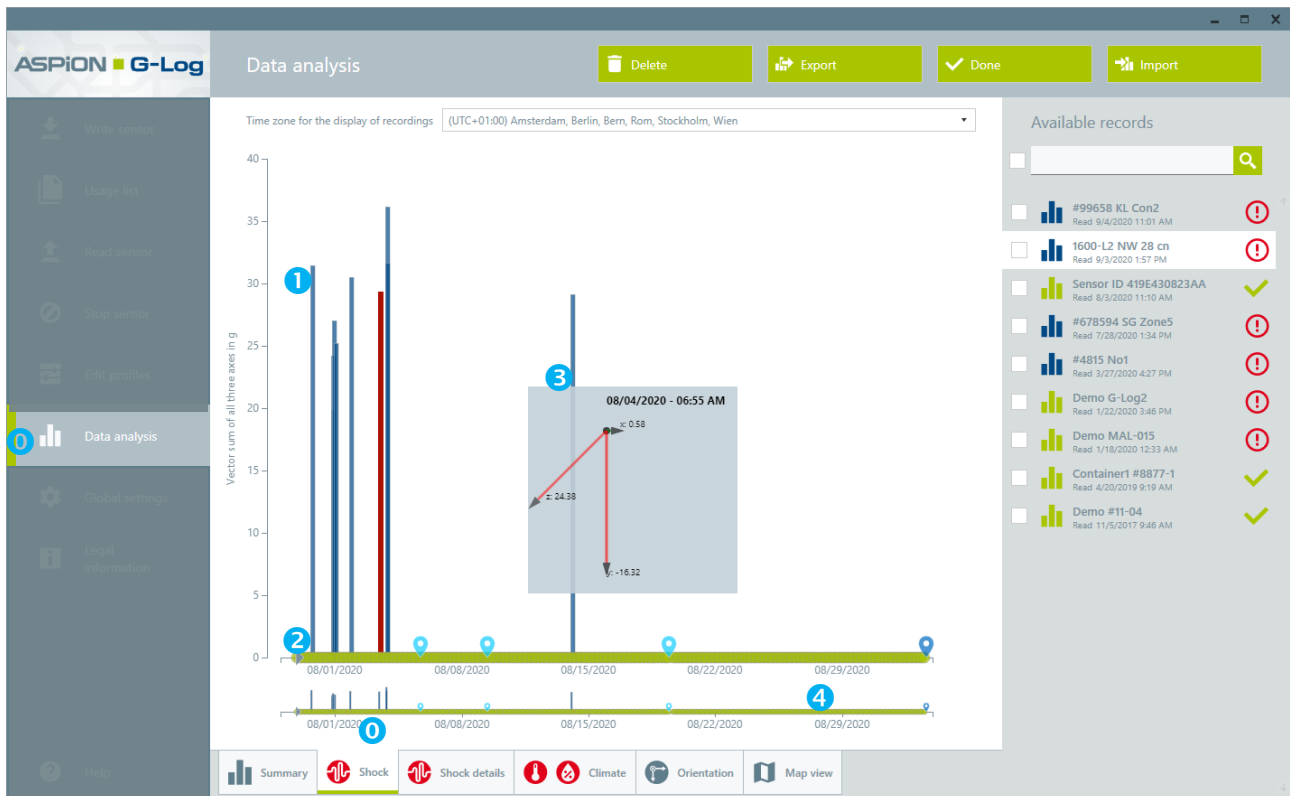 ASPION G-Log
Data analysis
Delete
Export
Done
Import
Write sensor
Usage list
Read sensor
Stop sensor
Edit profiles
0
Data analysis
Global settings
Legal
information
Help
Time zone for the display of recordings
(UTC+01:00) Amsterdam, Berlin, Bern, Rom, Stockholm, Wien
Vector sum of all three axes in g
40
35
30
25
20
15
10
5
0
1
2
3
08/04/2020 - 06:55 AM
x: 0.58
z: 24.38
y: -16.32
08/01/2020
08/08/2020
08/15/2020
08/22/2020
08/29/2020
4
08/01/2020
08/08/2020
08/15/2020
08/22/2020
08/29/2020
0
Summary
Shock
Shock details
Climate
Orientation
Map view
Available records
#99658 KL Con2
Read 9/4/2020 11:01 AM
1600-L2 NW 28 cn
Read 9/3/2020 1:57 PM
Sensor ID 419E430823AA
Read 8/3/2020 11:10 AM
#678594 SG Zone5
Read 7/28/2020 1:34 PM
#4815 No1
Read 3/27/2020 4:27 PM
Demo G-Log2
Read 1/22/2020 3:46 PM
Demo MAL-015
Read 1/18/2020 12:33 AM
Container1 #8877-1
Read 4/20/2019 9:19 AM
Demo #11-04
Read 11/5/2017 9:46 AM